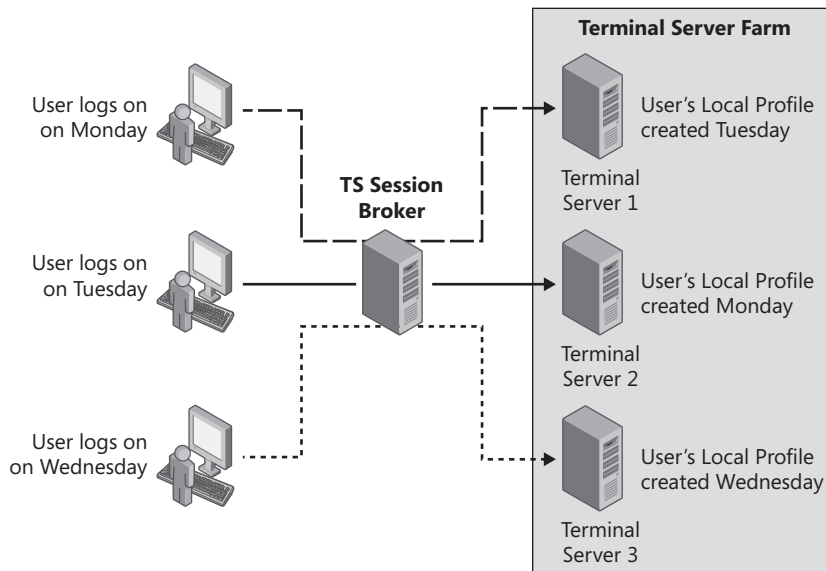 Terminal Server Farm
User logs on
on Monday
User's Local Profile
created Tuesday
Terminal
Server 1
TS Session
Broker
User logs on
on Tuesday
User's Local Profile
created Monday
Terminal
Server 2
User logs on
on Wednesday
User's Local Profile
created Wednesday
Terminal
Server 3